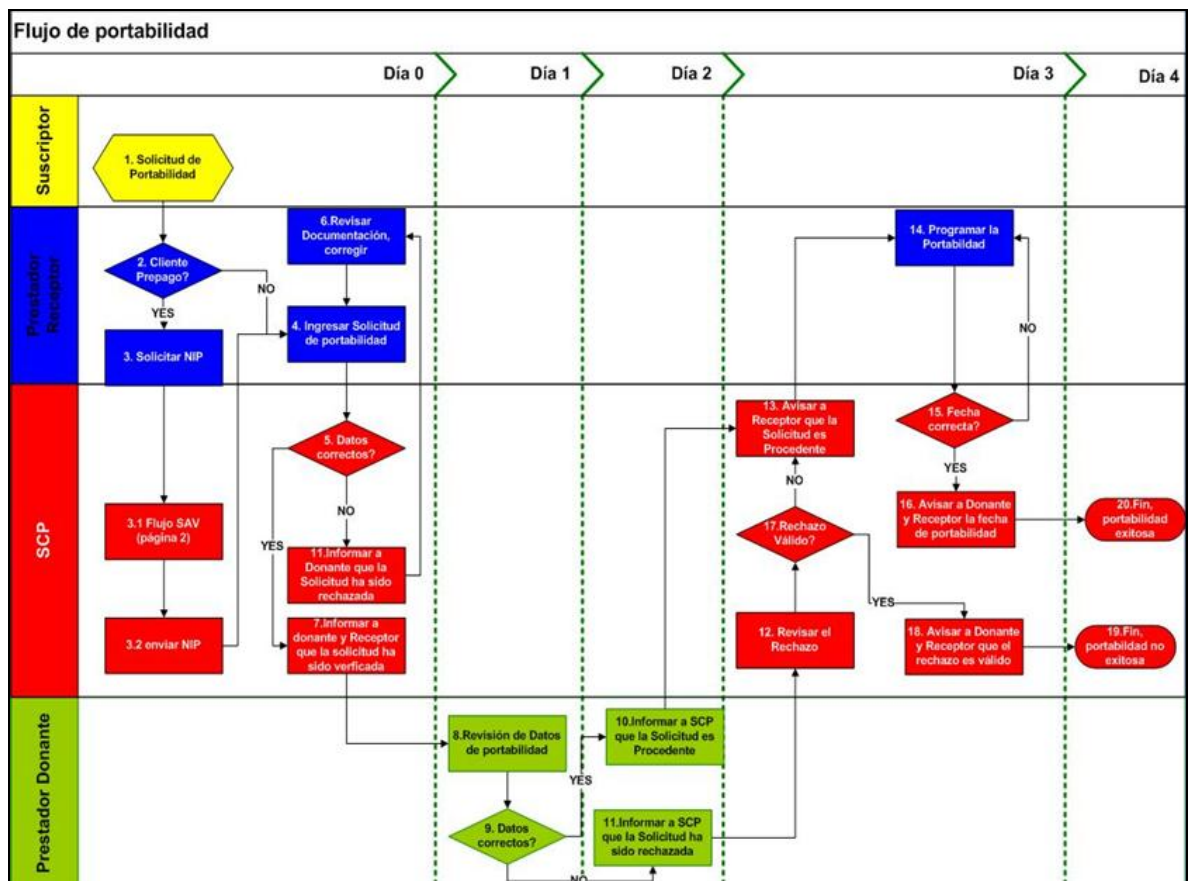 Flujo de portabilidad
Día 0
Día 1
Día 2
Día 3
Día 4
Suscriptor
1. Solicitud de
Portabilidad
Prestador
Receptor
2. Cliente
Prepago?
NO
YES
3. Solicitar NIP
6.Revisar
Documentación,
corregir
4. Ingresar Solicitud
de portabilidad
14. Programar la
Portabildad
NO
SCP
5. Datos
correctos?
NO
YES
3.1 Flujo SAV
(página 2)
3.2 enviar NIP
11.Informar a
Donante que la
Solicitud ha sido
rechazada
7.Informar a
donante y Receptor
que la solicitud ha
sido verficada
13. Avisar a
Receptor que la
Solicitud es
Procedente
NO
17.Rechazo
Válido?
YES
12. Revisar el
Rechazo
15. Fecha
correcta?
YES
16. Avisar a Donante
y Receptor la fecha
de portabilidad
20.Fin,
portabilidad
exitosa
18. Avisar a Donante
y Receptor que el
rechazo es válido
19.Fin,
portabildad no
exitosa
Prestador Donante
8.Revisión de Datos
de portabilidad
9. Datos
correctos?
YES
NO
10.Informar a SCP
que la Solicitud es
Procedente
11.Informar a SCP
que la Solicitud ha
sido rechazada